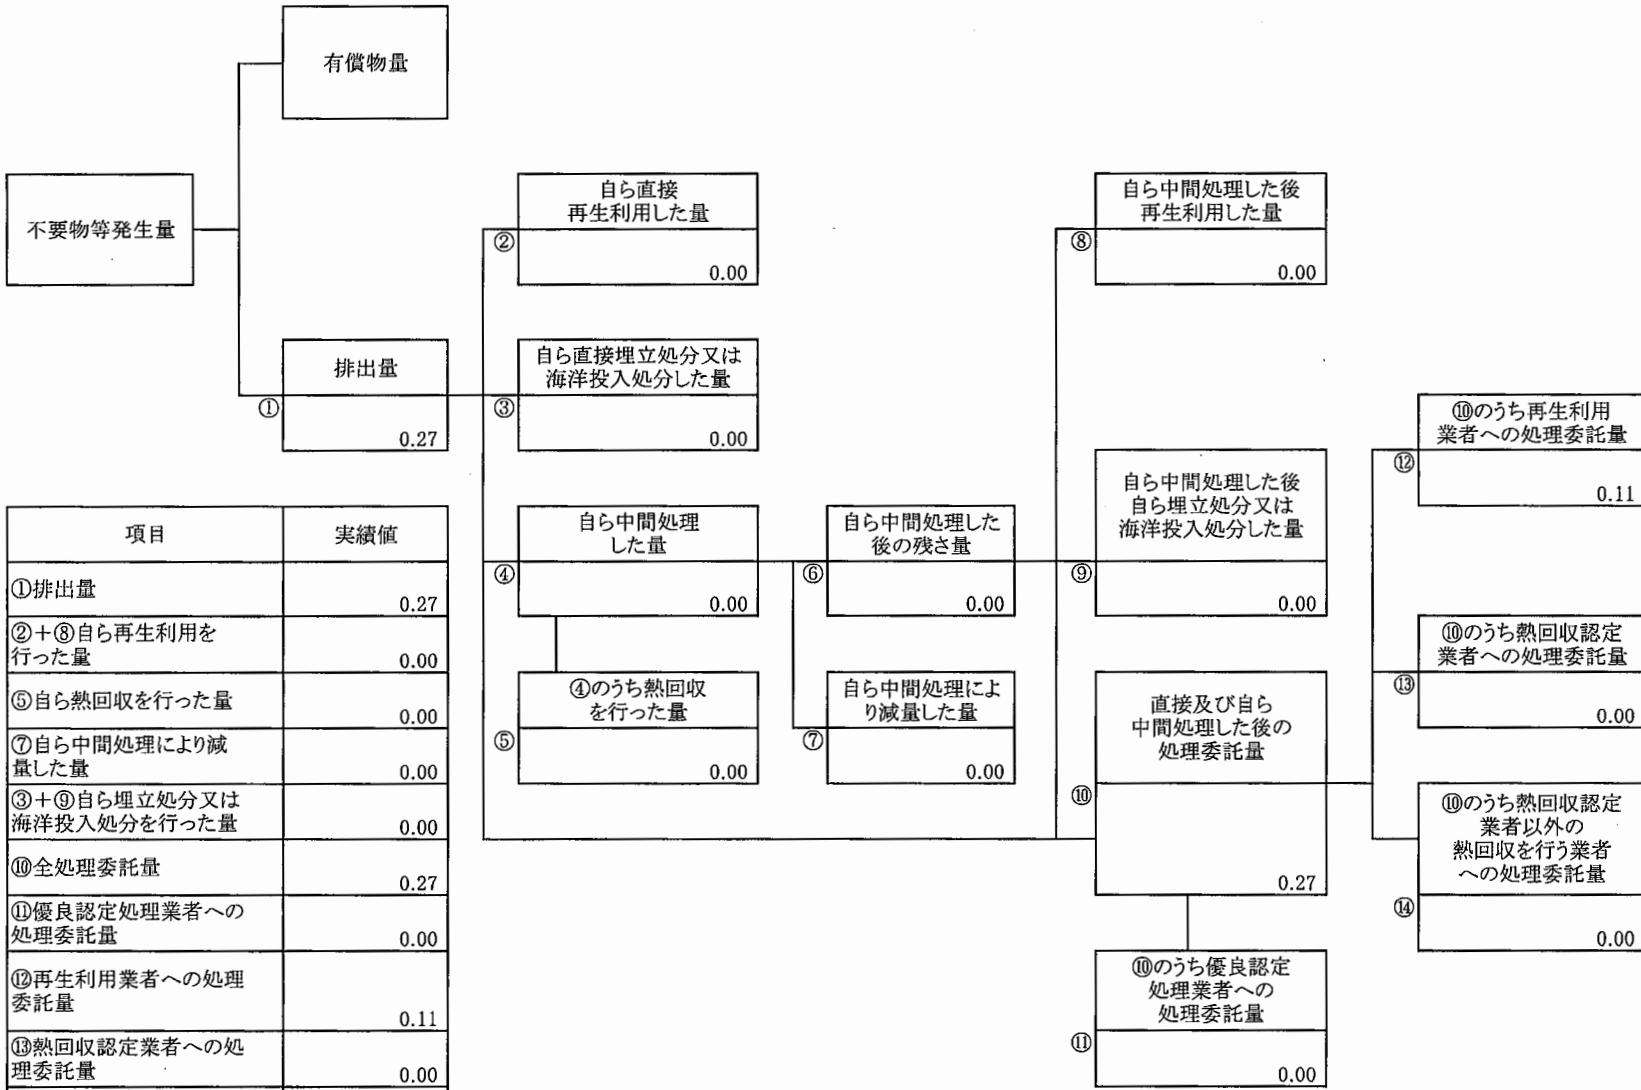 有償物量
不要物等発生量
排出量
①
0.27
自ら直接
再生利用した量
②
0.00
自ら直接埋立処分又は
海洋投入処分した量
③
0.00
自ら中間処理
した量
④
0.00
④のうち熱回収
を行った量
⑤
0.00
自ら中間処理した
後の残さ量
⑥
0.00
自ら中間処理によ
り減量した量
⑦
0.00
自ら中間処理した後
再生利用した量
⑧
0.00
自ら中間処理した後
自ら埋立処分又は
海洋投入処分した量
⑨
0.00
直接及び自ら
中間処理した後の
処理委託量
⑩
0.27
⑩のうち優良認定
処理業者への
処理委託量
⑪
0.00
⑩のうち再生利用
業者への処理委託量
⑫
0.11
⑩のうち熱回収認定
業者への処理委託量
⑬
0.00
⑩のうち熱回収認定
業者以外の
熱回収を行う業者
への処理委託量
⑭
0.00
項目 実績値
①排出量
0.27
②+⑧自ら再生利用を
行った量 0.00
⑤自ら熱回収を行った量
0.00
⑦自ら中間処理により減
量した量 0.00
③+⑨自ら埋立処分又は
海洋投入処分を行った量 0.00
⑩全処理委託量
0.27
⑪優良認定処理業者への
処理委託量 0.00
⑫再生利用業者への処理
委託量
0.11
⑬熱回収認定業者への処
理委託量 0.00